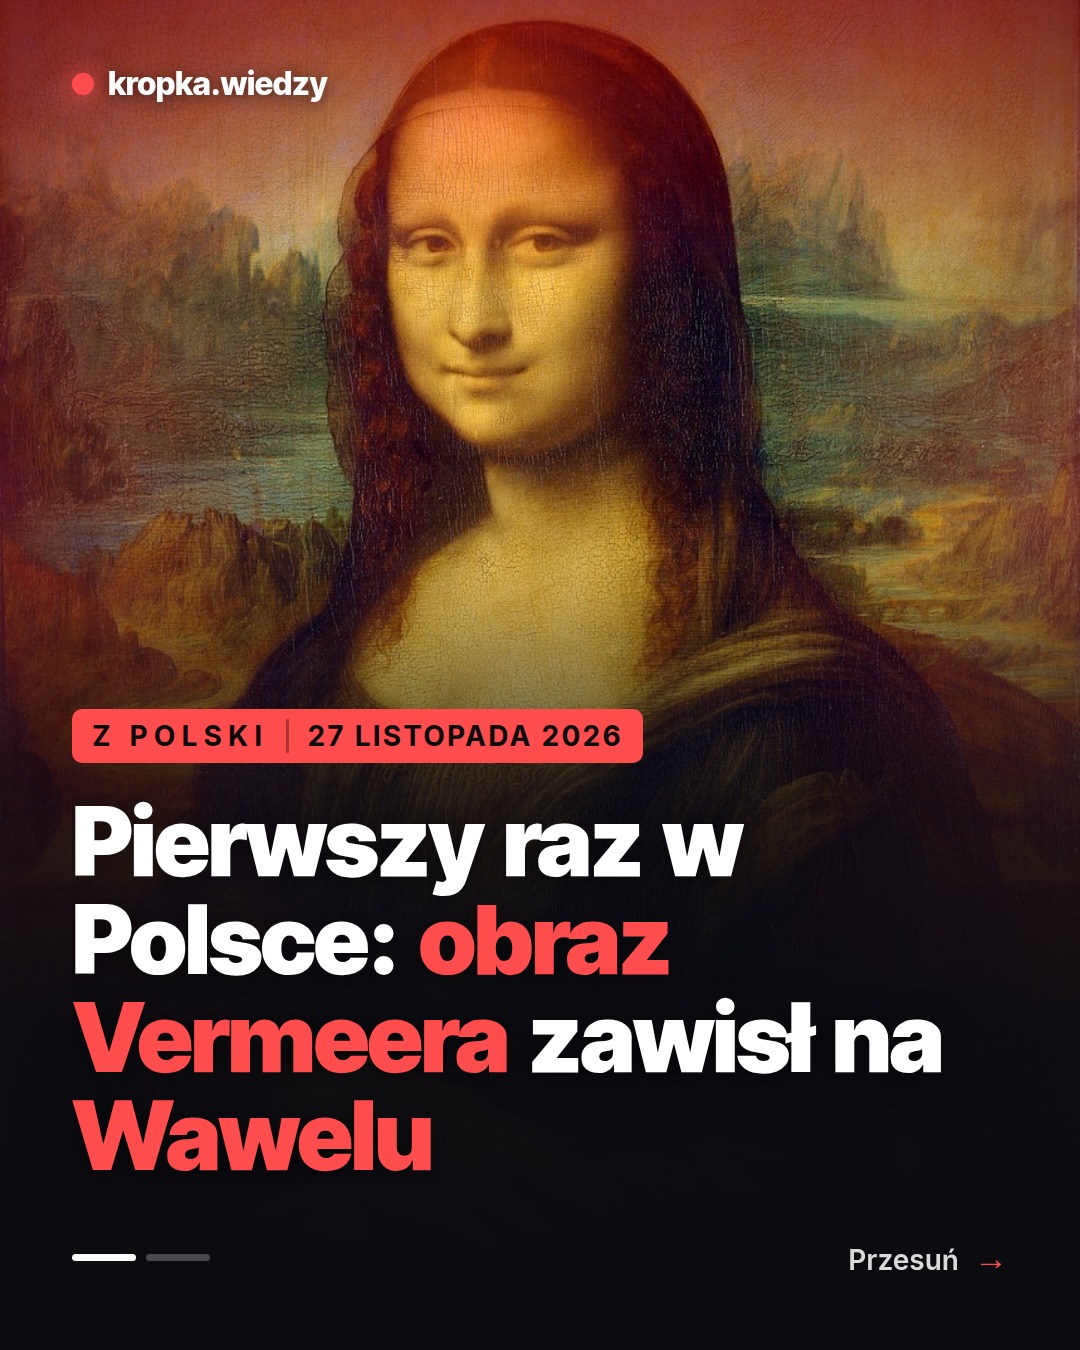 kropka.wiedzy
Z POLSKI | 27 LISTOPADA 2026
Pierwszy raz w
Polsce: obraz
Vermeera zawisł na
Wawelu
Przesuń →